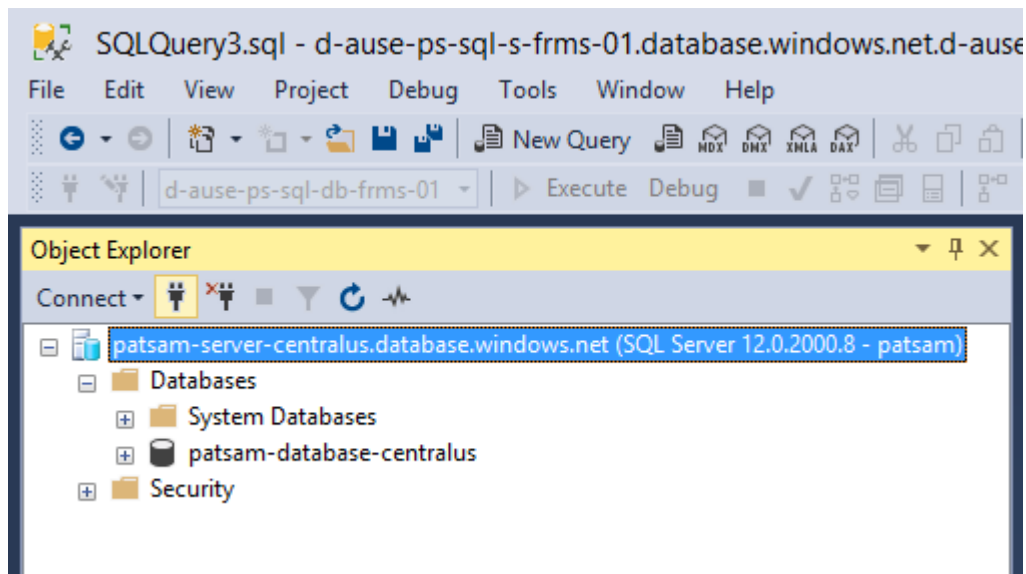 SQLQuery3.sql - d-ause-ps-sql-s-frms-01.database.windows.net.d-ause
File Edit View Project Debug Tools Window Help
New Query MDX DMX XMLA DAX
d-ause-ps-sql-db-frms-01 Execute Debug
Object Explorer
Connect
patsam-server-centralus.database.windows.net (SQL Server 12.0.2000.8 - patsam)
Databases
System Databases
patsam-database-centralus
Security